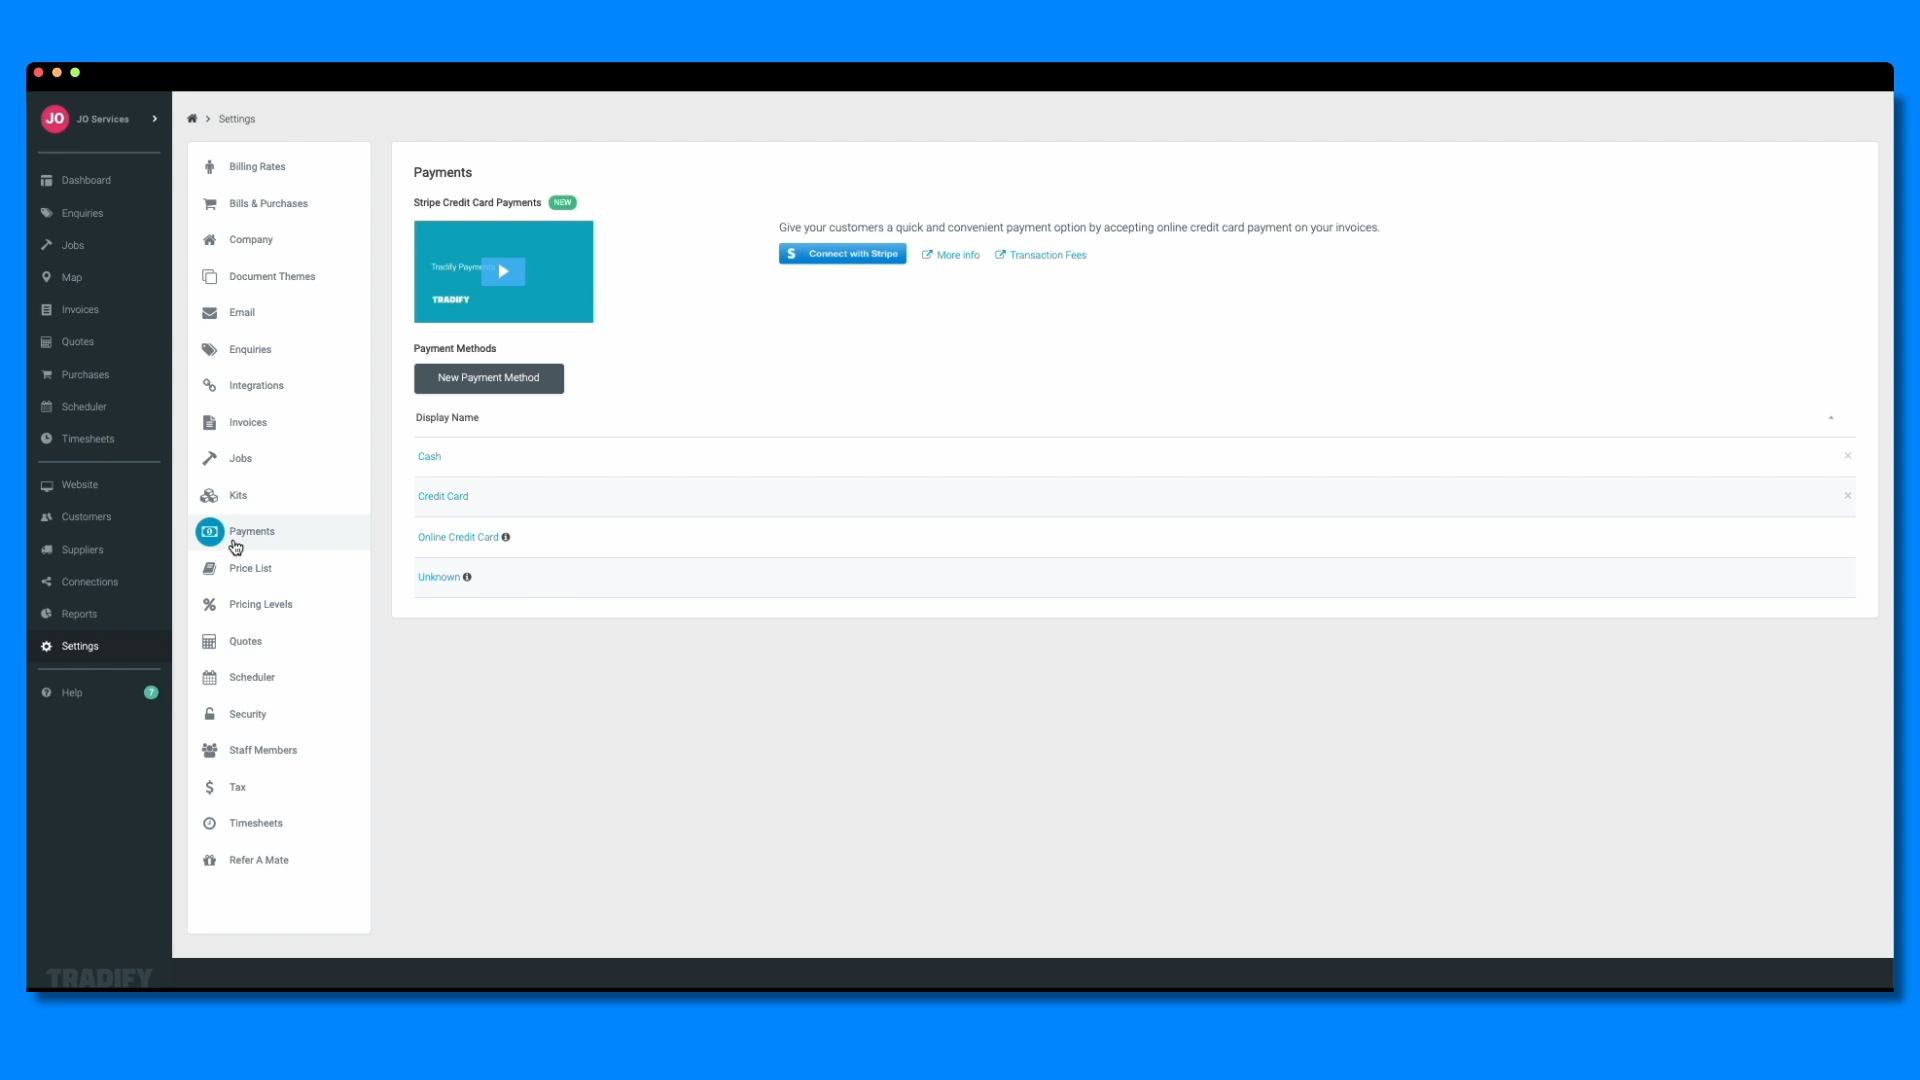 JO
JO Services
Dashboard
Enquiries
Jobs
Map
Invoices
Quotes
Purchases
Scheduler
Timesheets
Website
Customers
Suppliers
Connections
Reports
Settings
Help
7
TRADIFY
Settings
Billing Rates
Bills & Purchases
Company
Document Themes
Email
Enquiries
Integrations
Invoices
Jobs
Kits
Payments
Price List
Pricing Levels
Quotes
Scheduler
Security
Staff Members
Tax
Timesheets
Refer A Mate
Payments
Stripe Credit Card Payments NEW
Tradify
TRADIFY
Give your customers a quick and convenient payment option by accepting online credit card payment on your invoices.
S Connect with Stripe More info Transaction Fees
Payment Methods
New Payment Method
Display Name
Cash
Credit Card
Online Credit Card
Unknown